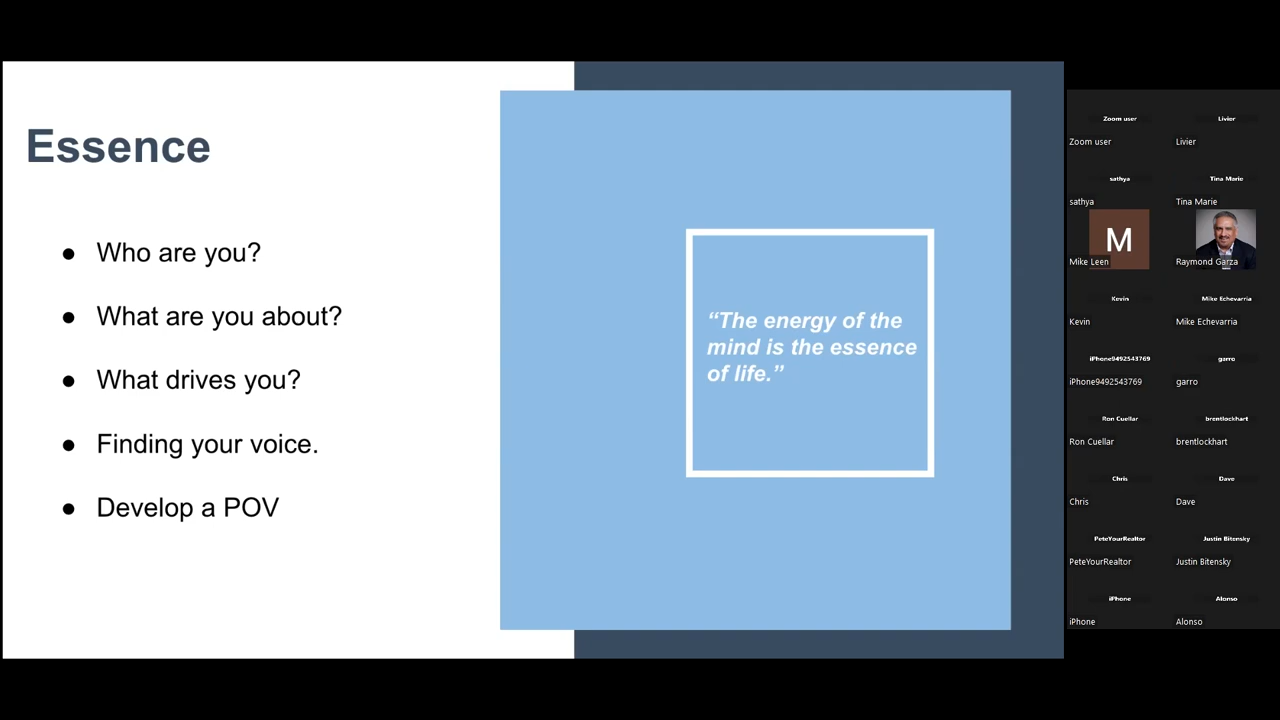 Essence
● Who are you?
● What are you about?
● What drives you?
● Finding your voice.
● Develop a POV
“The energy of the
mind is the essence
of life.”
Zoom user
Zoom user
Livier
Livier
sathya
sathya
Tina Marie
Tina Marie
M
Mike Leen
Raymond Garza
Kevin
Kevin
Mike Echevarria
Mike Echevarria
iPhone9492543769
iPhone9492543769
garro
garro
Ron Cuellar
Ron Cuellar
brentlockhart
brentlockhart
Chris
Chris
Dave
Dave
PeteYourRealtor
PeteYourRealtor
Justin Bitensky
Justin Bitensky
iPhone
iPhone
Alonso
Alonso